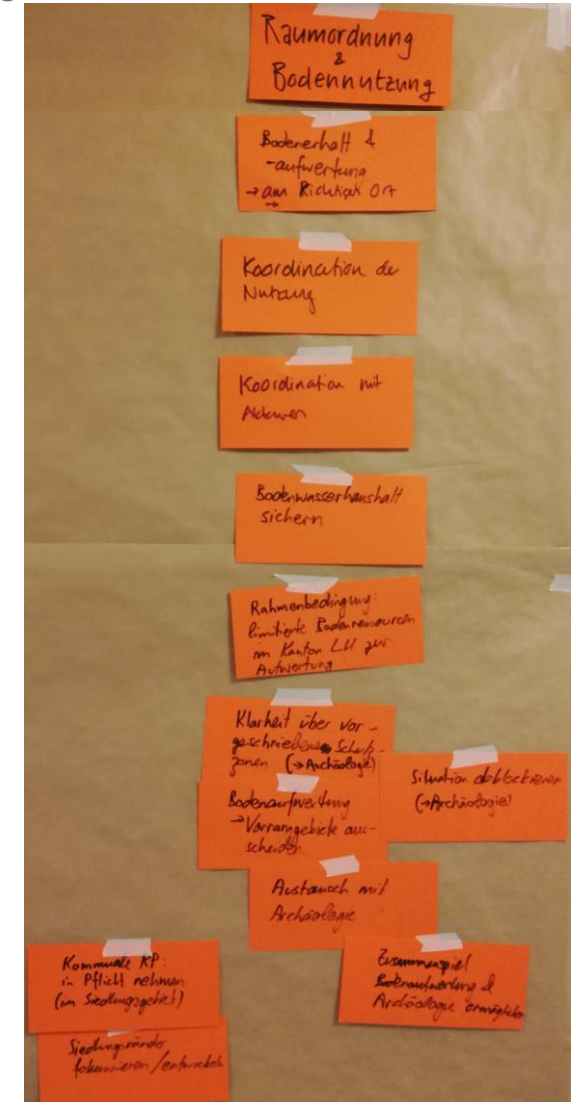 Raumordnung
&
Bodennutzung
Bodenerhalt &
-aufwertung
→ am Richtigen Ort
Koordination der
Nutzung
Koordination mit
Akteuren
Bodenwasserhaushalt
sichern
Rahmenbedingung:
limitierte Bodenressourcen
im Kanton LU zur
Aufwertung
Klarheit über vor-
geschriebene Schutz-
zonen (→Archäologie)
Situation deblockieren
(→Archäologie)
Bodenaufwertung
→ Vorranggebiete aus-
scheiden.
Austausch mit
Archäologie
Kommunale RP:
in Pflicht nehmen
(im Siedlungsgebiet)
Zusammenspiel
Bodenaufwertung &
Archäologie ermöglichen
Siedlungsränder
fokussieren/entwickeln